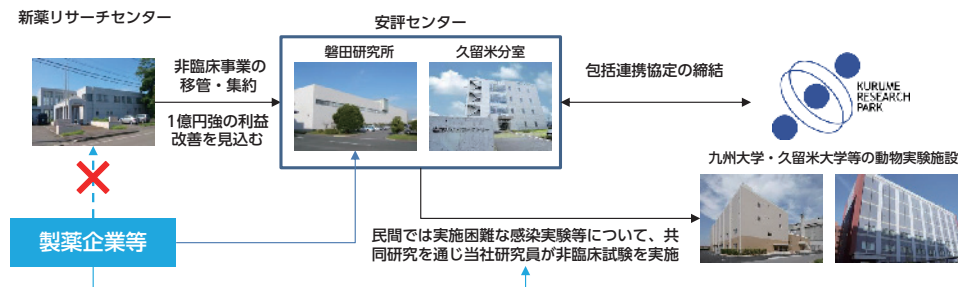 新薬リサーチセンター
安評センター
磐田研究所
久留米分室
非臨床事業の
移管・集約
1億円強の利益
改善を見込む
包括連携協定の締結
KURUME
RESEARCH
PARK
九州大学・久留米大学等の動物実験施設
製薬企業等
民間では実施困難な感染実験等について、共
同研究を通じ当社研究員が非臨床試験を実施